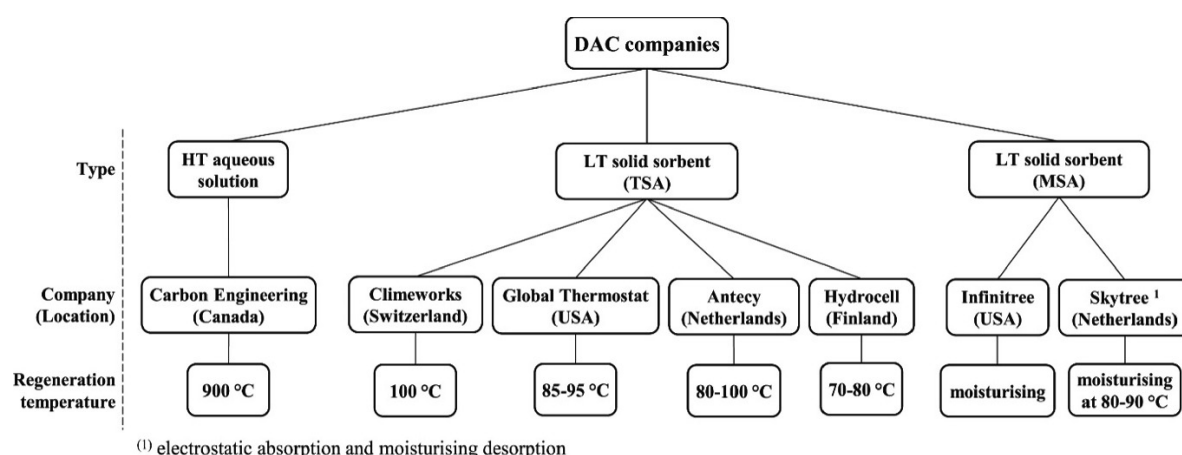 DAC companies
Type
HT aqueous
solution
LT solid sorbent
(TSA)
LT solid sorbent
(MSA)
Company
(Location)
Carbon Engineering
(Canada)
Climeworks
(Switzerland)
Global Thermostat
(USA)
Antecy
(Netherlands)
Hydrocell
(Finland)
Infinitree
(USA)
Skytree ¹
(Netherlands)
Regeneration
temperature
900 °C
100 °C
85-95 °C
80-100 °C
70-80 °C
moisturising
moisturising
at 80-90 °C
⁽¹⁾ electrostatic absorption and moisturising desorption